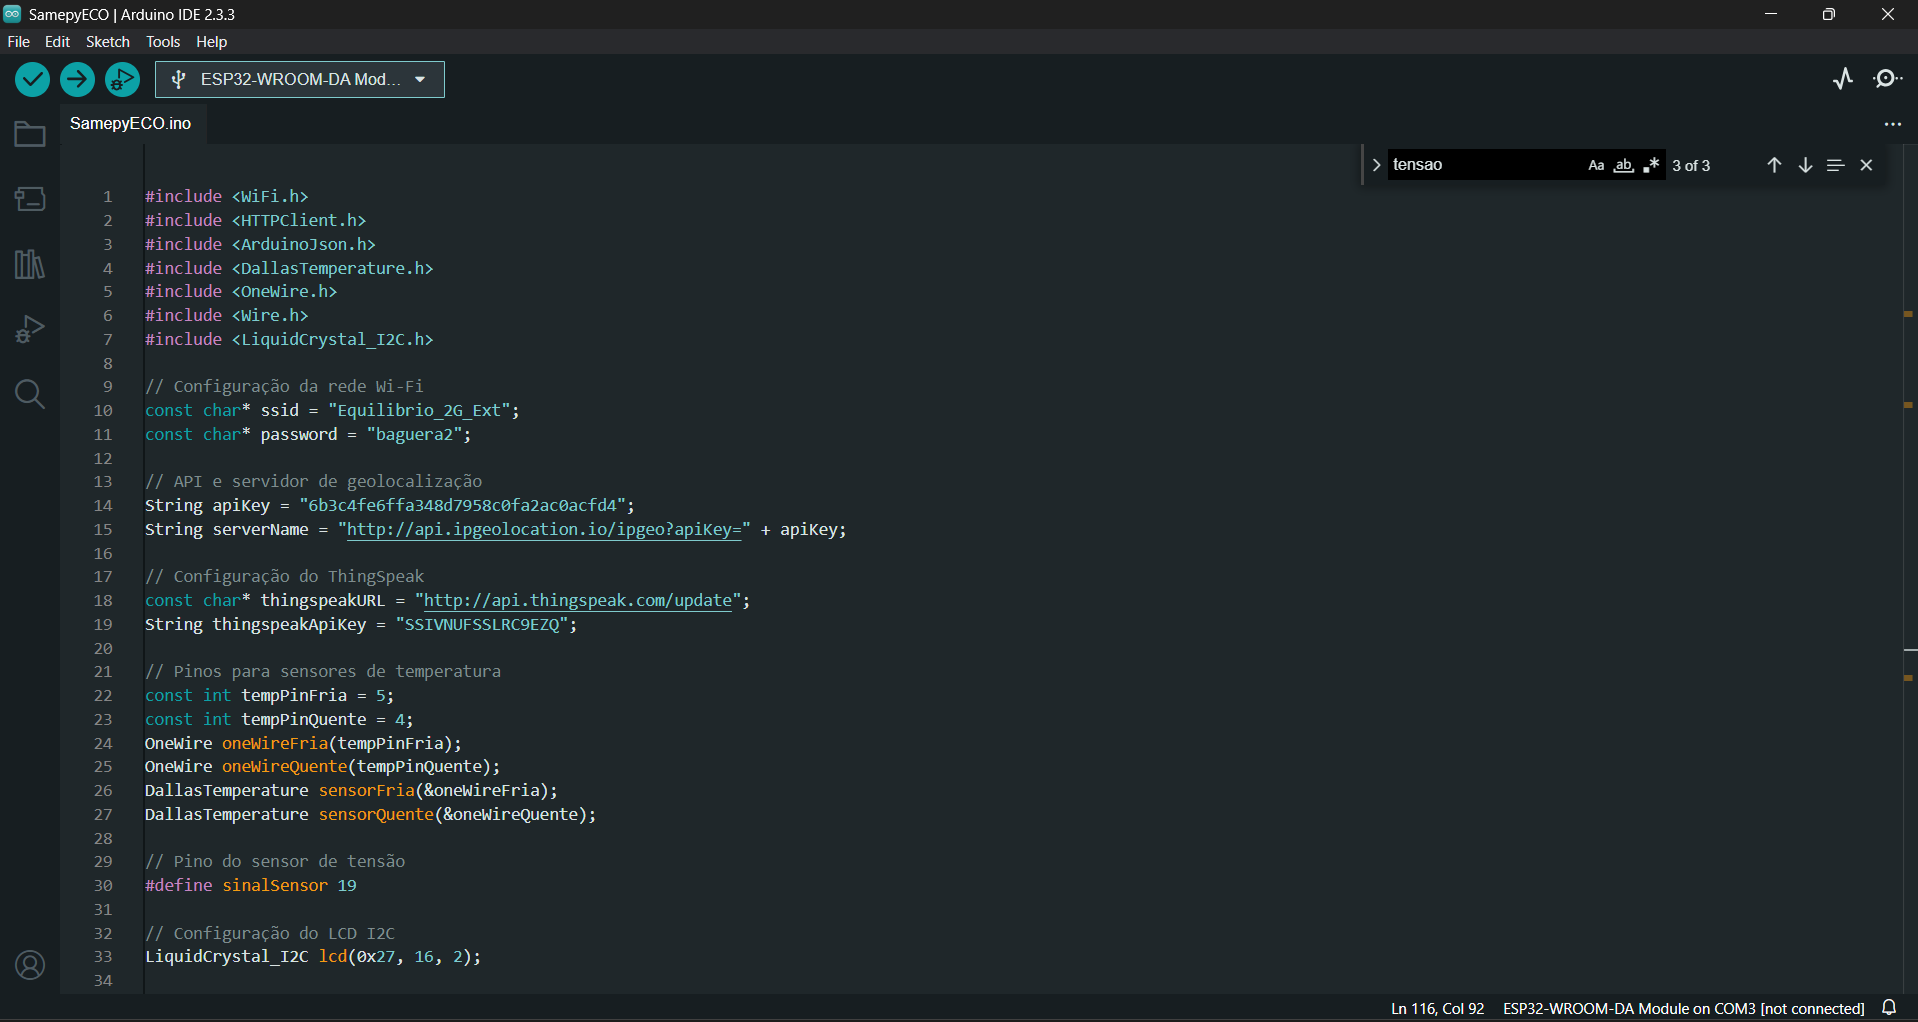 SamepyECO | Arduino IDE 2.3.3
File Edit Sketch Tools Help
ESP32-WROOM-DA Mod...
SamepyECO.ino
tensao Aa ab 3 of 3
1 #include <WiFi.h>
2 #include <HTTPClient.h>
3 #include <ArduinoJson.h>
4 #include <DallasTemperature.h>
5 #include <OneWire.h>
6 #include <Wire.h>
7 #include <LiquidCrystal_I2C.h>
8
9 // Configuração da rede Wi-Fi
10 const char* ssid = "Equilibrio_2G_Ext";
11 const char* password = "baguera2";
12
13 // API e servidor de geolocalização
14 String apiKey = "6b3c4fe6ffa348d7958c0fa2ac0acfd4";
15 String serverName = "http://api.ipgeolocation.io/ipgeo?apiKey=" + apiKey;
16
17 // Configuração do ThingSpeak
18 const char* thingspeakURL = "http://api.thingspeak.com/update";
19 String thingspeakApiKey = "SSIVNUFSSLRC9EZQ";
20
21 // Pinos para sensores de temperatura
22 const int tempPinFria = 5;
23 const int tempPinQuente = 4;
24 OneWire oneWireFria(tempPinFria);
25 OneWire oneWireQuente(tempPinQuente);
26 DallasTemperature sensorFria(&oneWireFria);
27 DallasTemperature sensorQuente(&oneWireQuente);
28
29 // Pino do sensor de tensão
30 #define sinalSensor 19
31
32 // Configuração do LCD I2C
33 LiquidCrystal_I2C lcd(0x27, 16, 2);
34
Ln 116, Col 92 ESP32-WROOM-DA Module on COM3 [not connected]